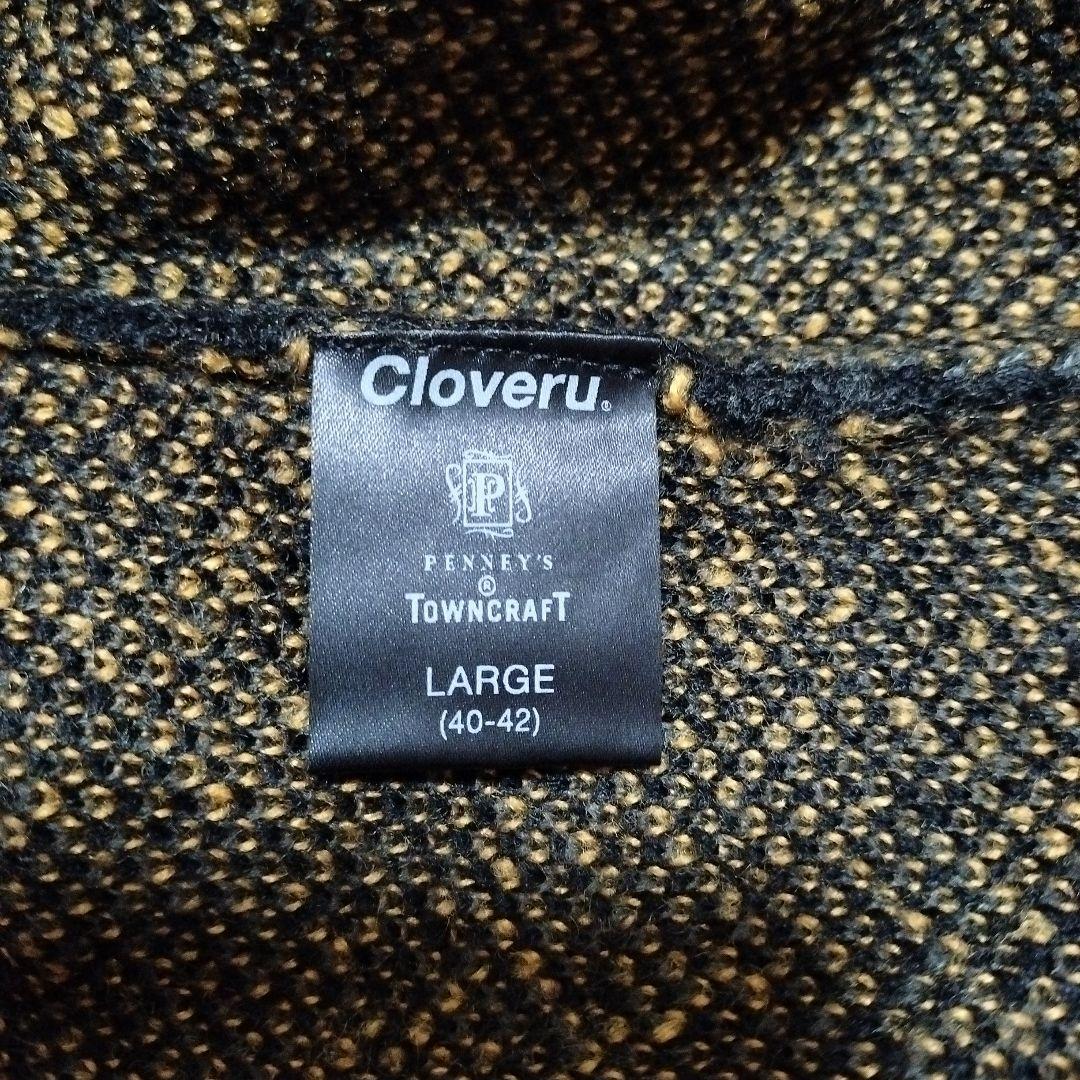 Cloveru®
P
PENNEY'S
®
TOWNCRAFT
LARGE
(40-42)